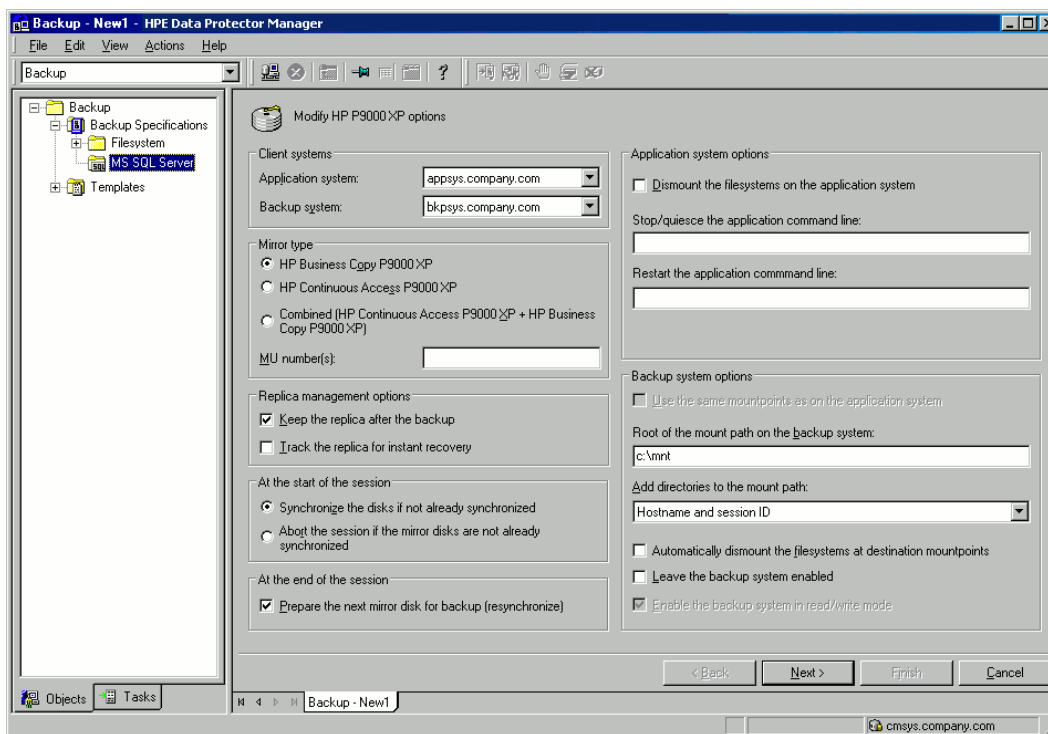 Backup - New1 - HPE Data Protector Manager
File Edit View Actions Help
Backup
Backup
Backup Specifications
Filesystem
MS SQL Server
Templates
Objects
Tasks
Modify HP P9000 XP options
Client systems
Application system:
appsys.company.com
Backup system:
bkpsys.company.com
Mirror type
HP Business Copy P9000 XP
HP Continuous Access P9000 XP
Combined (HP Continuous Access P9000 XP + HP Business
Copy P9000 XP)
MU number(s):
Replica management options
Keep the replica after the backup
Track the replica for instant recovery
At the start of the session
Synchronize the disks if not already synchronized
Abort the session if the mirror disks are not already
synchronized
At the end of the session
Prepare the next mirror disk for backup (resynchronize)
Application system options
Dismount the filesystems on the application system
Stop/quiesce the application command line:
Restart the application commmand line:
Backup system options
Use the same mountpoints as on the application system
Root of the mount path on the backup system:
c:\mnt
Add directories to the mount path:
Hostname and session ID
Automatically dismount the filesystems at destination mountpoints
Leave the backup system enabled
Enable the backup system in read/write mode
< Back
Next >
Finish
Cancel
Backup - New1
cmsys.company.com